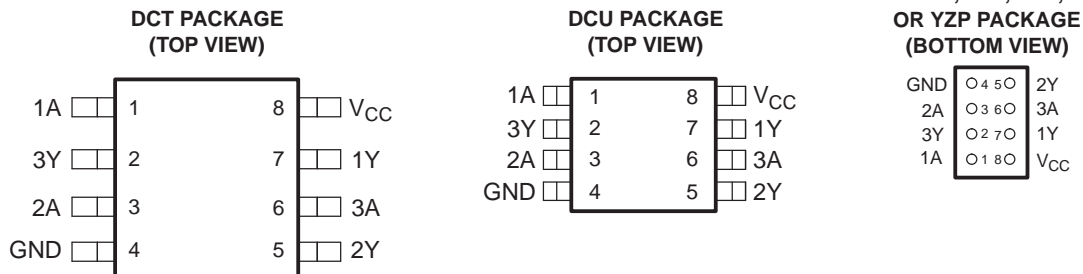 DCT PACKAGE
(TOP VIEW)
1A 1 8 VCC
3Y 2 7 1Y
2A 3 6 3A
GND 4 5 2Y
DCU PACKAGE
(TOP VIEW)
1A 1 8 VCC
3Y 2 7 1Y
2A 3 6 3A
GND 4 5 2Y
OR YZP PACKAGE
(BOTTOM VIEW)
GND 4 5 2Y
2A 3 6 3A
3Y 2 7 1Y
1A 1 8 VCC